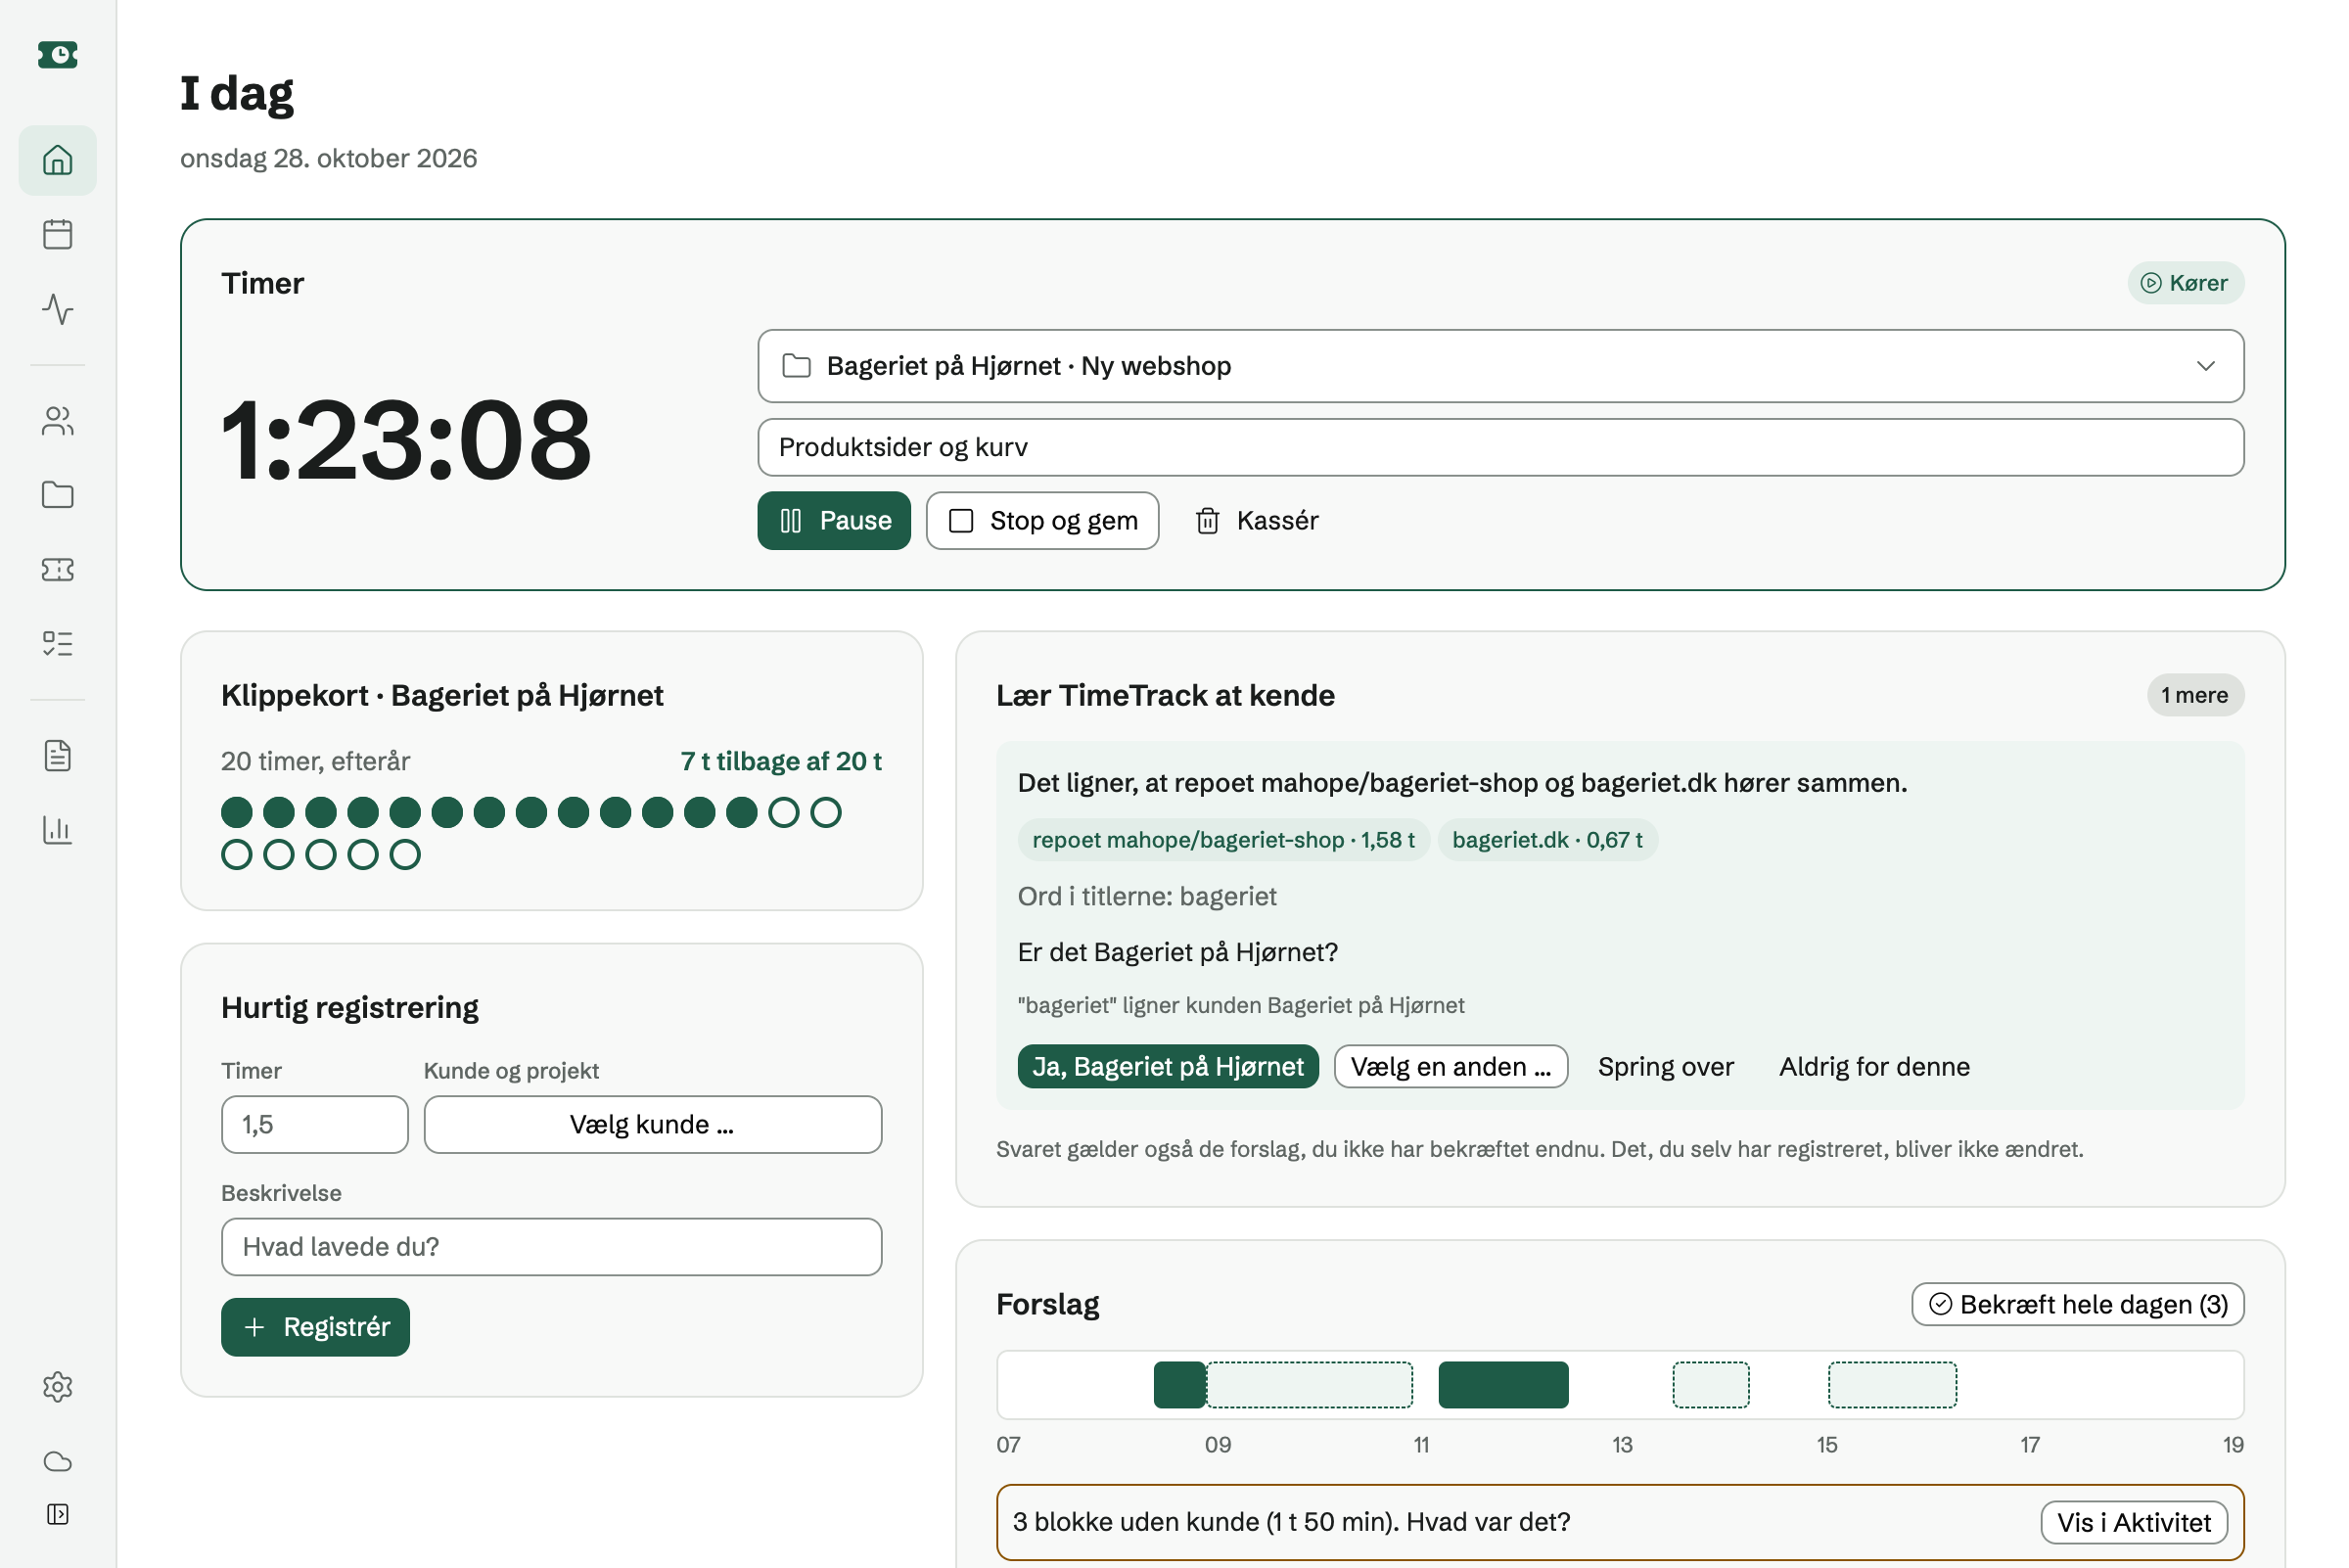 I dag
onsdag 28. oktober 2026
Timer
Kører
1:23:08
Bageriet på Hjørnet · Ny webshop
Produktsider og kurv
Pause
Stop og gem
Kassér
Klippekort · Bageriet på Hjørnet
20 timer, efterår
7 t tilbage af 20 t
Hurtig registrering
Timer
Kunde og projekt
1,5
Vælg kunde ...
Beskrivelse
Hvad lavede du?
Registrér
Lær TimeTrack at kende
1 mere
Det ligner, at repoet mahope/bageriet-shop og bageriet.dk hører sammen.
repoet mahope/bageriet-shop · 1,58 t
bageriet.dk · 0,67 t
Ord i titlerne: bageriet
Er det Bageriet på Hjørnet?
"bageriet" ligner kunden Bageriet på Hjørnet
Ja, Bageriet på Hjørnet
Vælg en anden ...
Spring over
Aldrig for denne
Svaret gælder også de forslag, du ikke har bekræftet endnu. Det, du selv har registreret, bliver ikke ændret.
Forslag
Bekræft hele dagen (3)
07 09 11 13 15 17 19
3 blokke uden kunde (1 t 50 min). Hvad var det?
Vis i Aktivitet